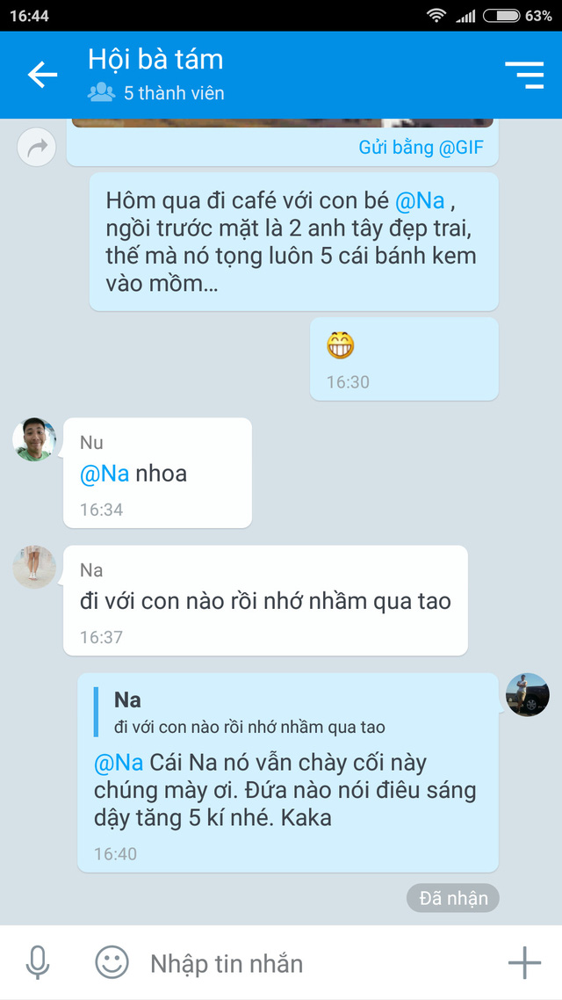 16:44
63%
Hội bà tám
5 thành viên
Gửi bằng @GIF
Hôm qua đi café với con bé @Na ,
ngồi trước mặt là 2 anh tây đẹp trai,
thế mà nó tọng luôn 5 cái bánh kem
vào mồm...
16:30
Nu
@Na nhoa
16:34
Na
đi với con nào rồi nhớ nhầm qua tao
16:37
Na
đi với con nào rồi nhớ nhầm qua tao
@Na Cái Na nó vẫn chày cối này
chúng mày ơi. Đứa nào nói điêu sáng
dậy tăng 5 kí nhé. Kaka
16:40
Đã nhận
Nhập tin nhắn